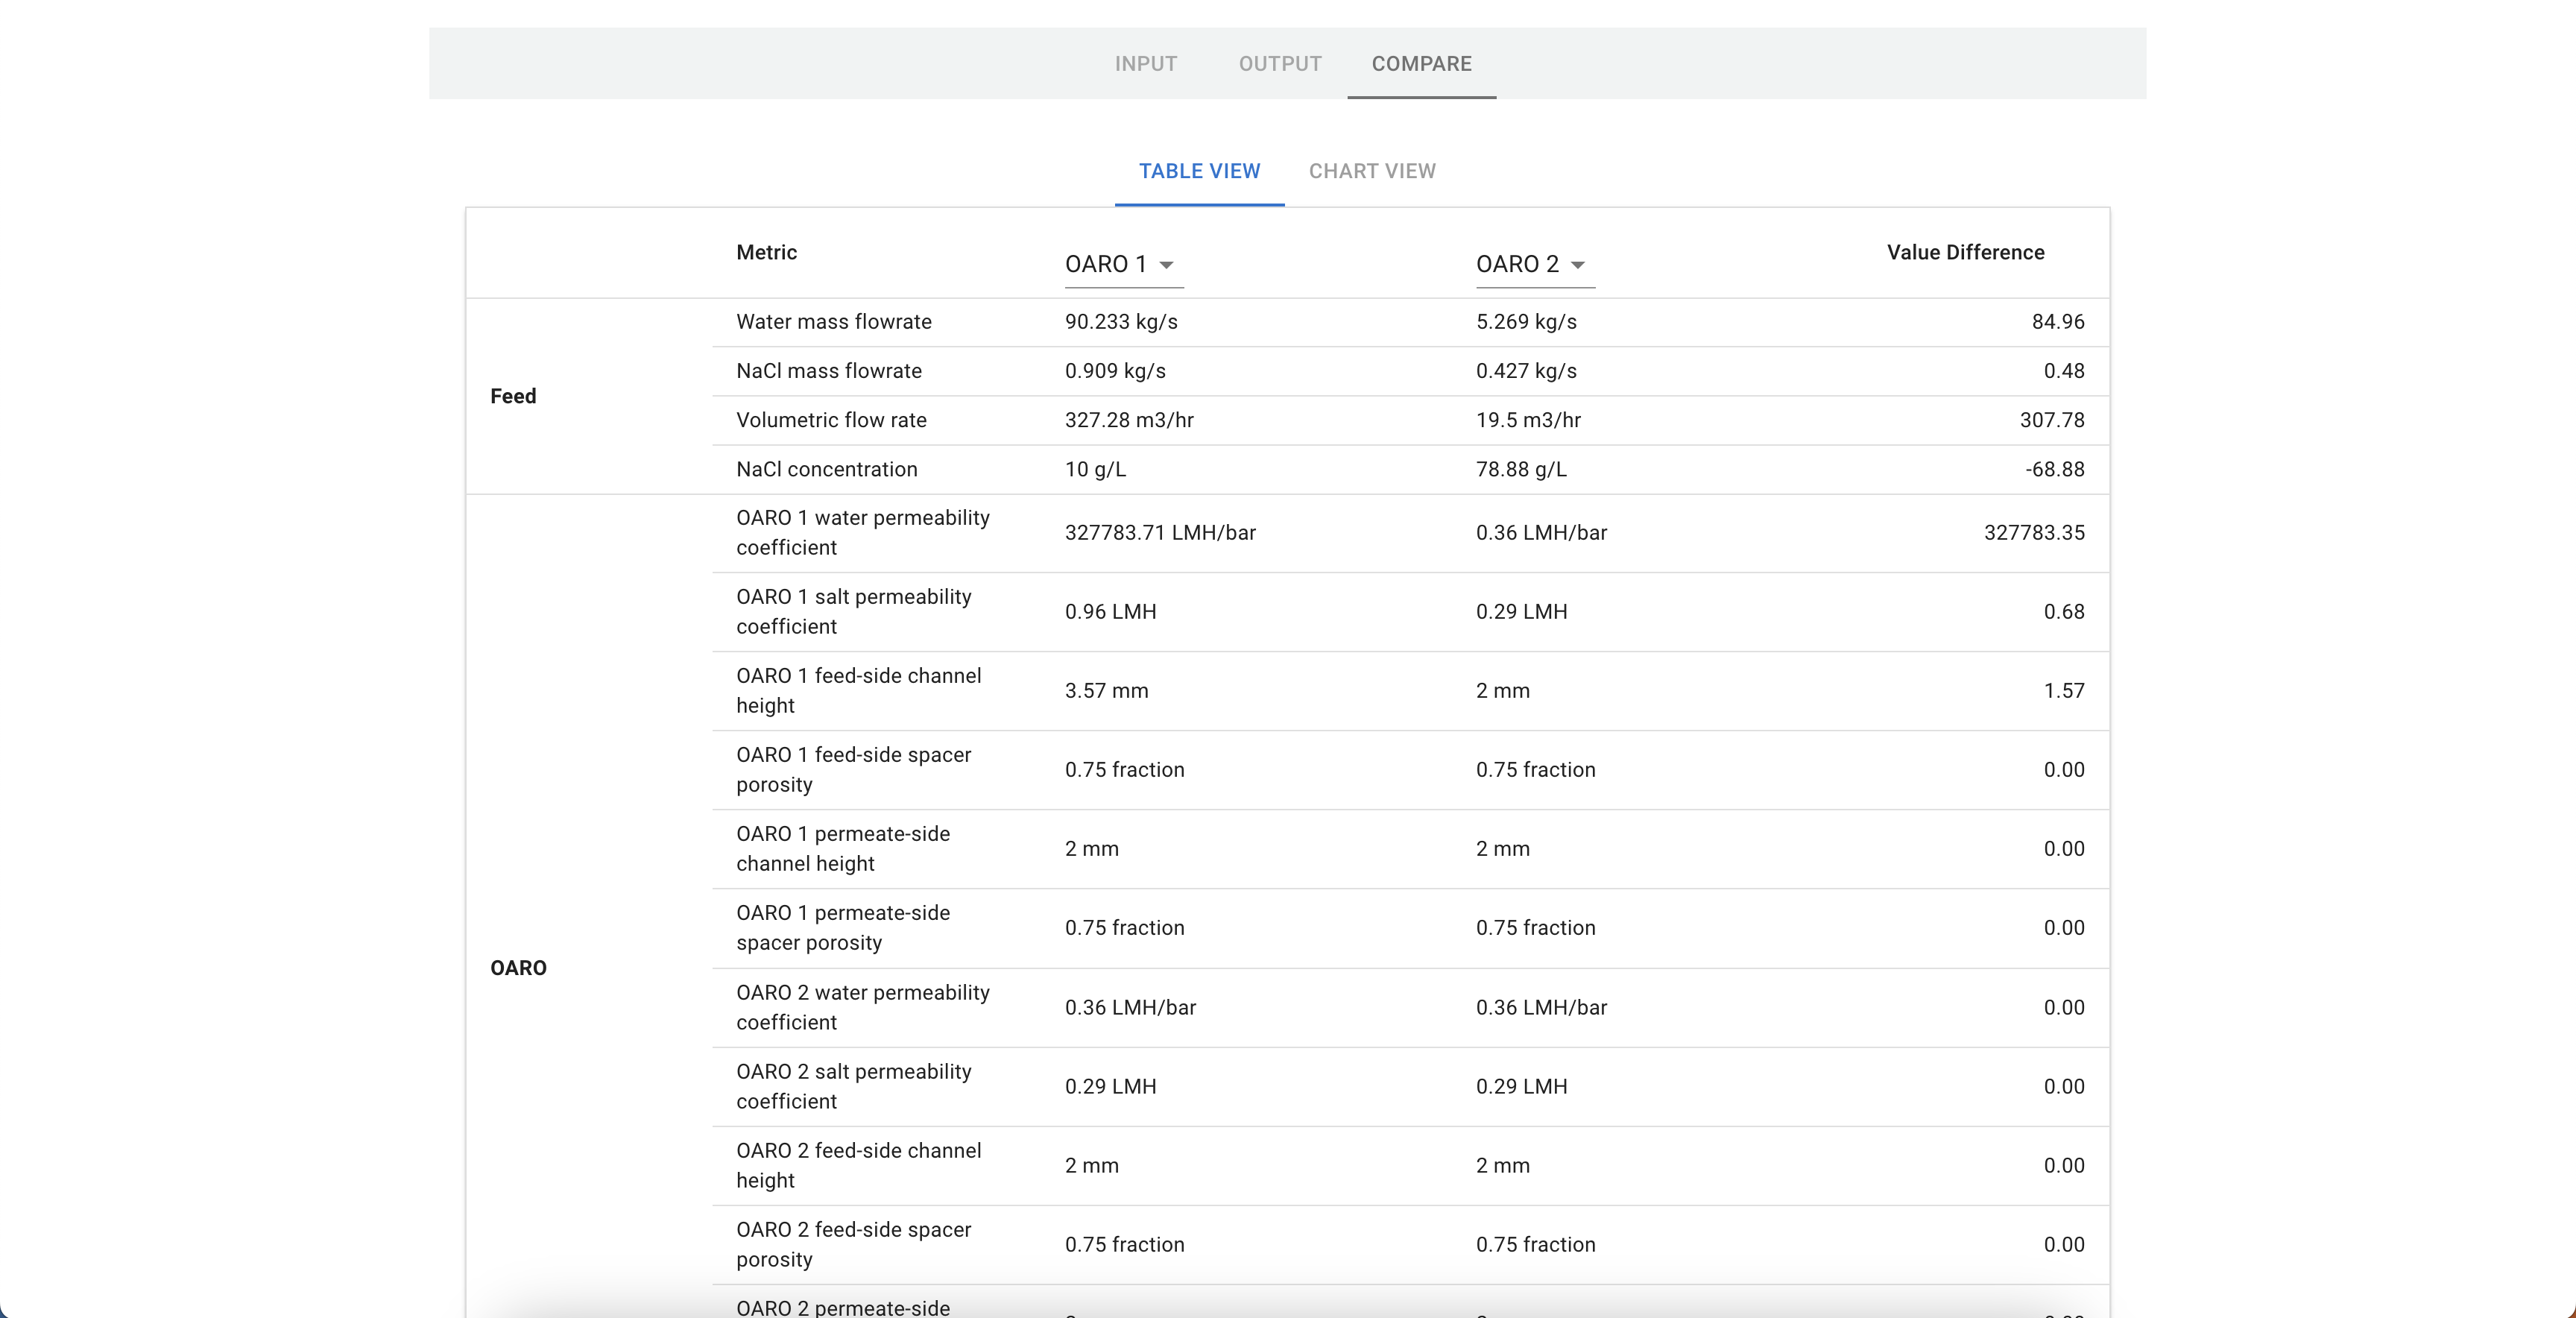 INPUT OUTPUT COMPARE
TABLE VIEW CHART VIEW
Metric OARO 1 OARO 2 Value Difference
Feed
Water mass flowrate 90.233 kg/s 5.269 kg/s 84.96
NaCl mass flowrate 0.909 kg/s 0.427 kg/s 0.48
Volumetric flow rate 327.28 m3/hr 19.5 m3/hr 307.78
NaCl concentration 10 g/L 78.88 g/L -68.88
OARO
OARO 1 water permeability
coefficient 327783.71 LMH/bar 0.36 LMH/bar 327783.35
OARO 1 salt permeability
coefficient 0.96 LMH 0.29 LMH 0.68
OARO 1 feed-side channel
height 3.57 mm 2 mm 1.57
OARO 1 feed-side spacer
porosity 0.75 fraction 0.75 fraction 0.00
OARO 1 permeate-side
channel height 2 mm 2 mm 0.00
OARO 1 permeate-side
spacer porosity 0.75 fraction 0.75 fraction 0.00
OARO 2 water permeability
coefficient 0.36 LMH/bar 0.36 LMH/bar 0.00
OARO 2 salt permeability
coefficient 0.29 LMH 0.29 LMH 0.00
OARO 2 feed-side channel
height 2 mm 2 mm 0.00
OARO 2 feed-side spacer
porosity 0.75 fraction 0.75 fraction 0.00
OARO 2 permeate-side